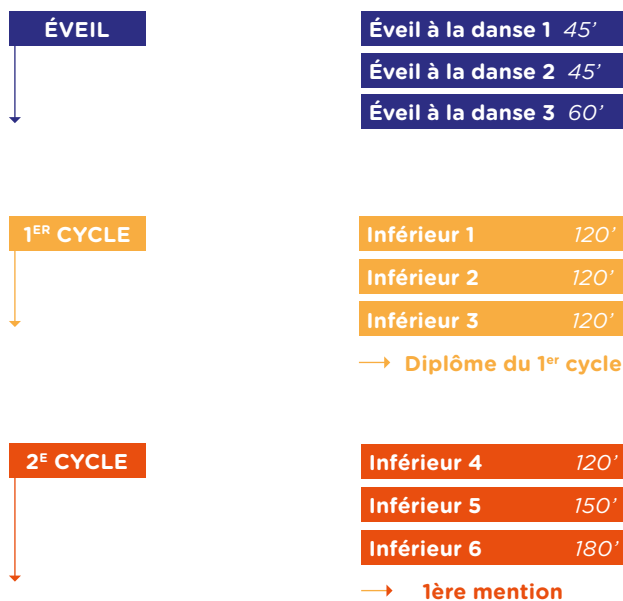 ÉVEIL
Éveil à la danse 1 45’
Éveil à la danse 2 45’
Éveil à la danse 3 60’
1ER CYCLE
Inférieur 1 120’
Inférieur 2 120’
Inférieur 3 120’
Diplôme du 1er cycle
2E CYCLE
Inférieur 4 120’
Inférieur 5 150’
Inférieur 6 180’
1ère mention